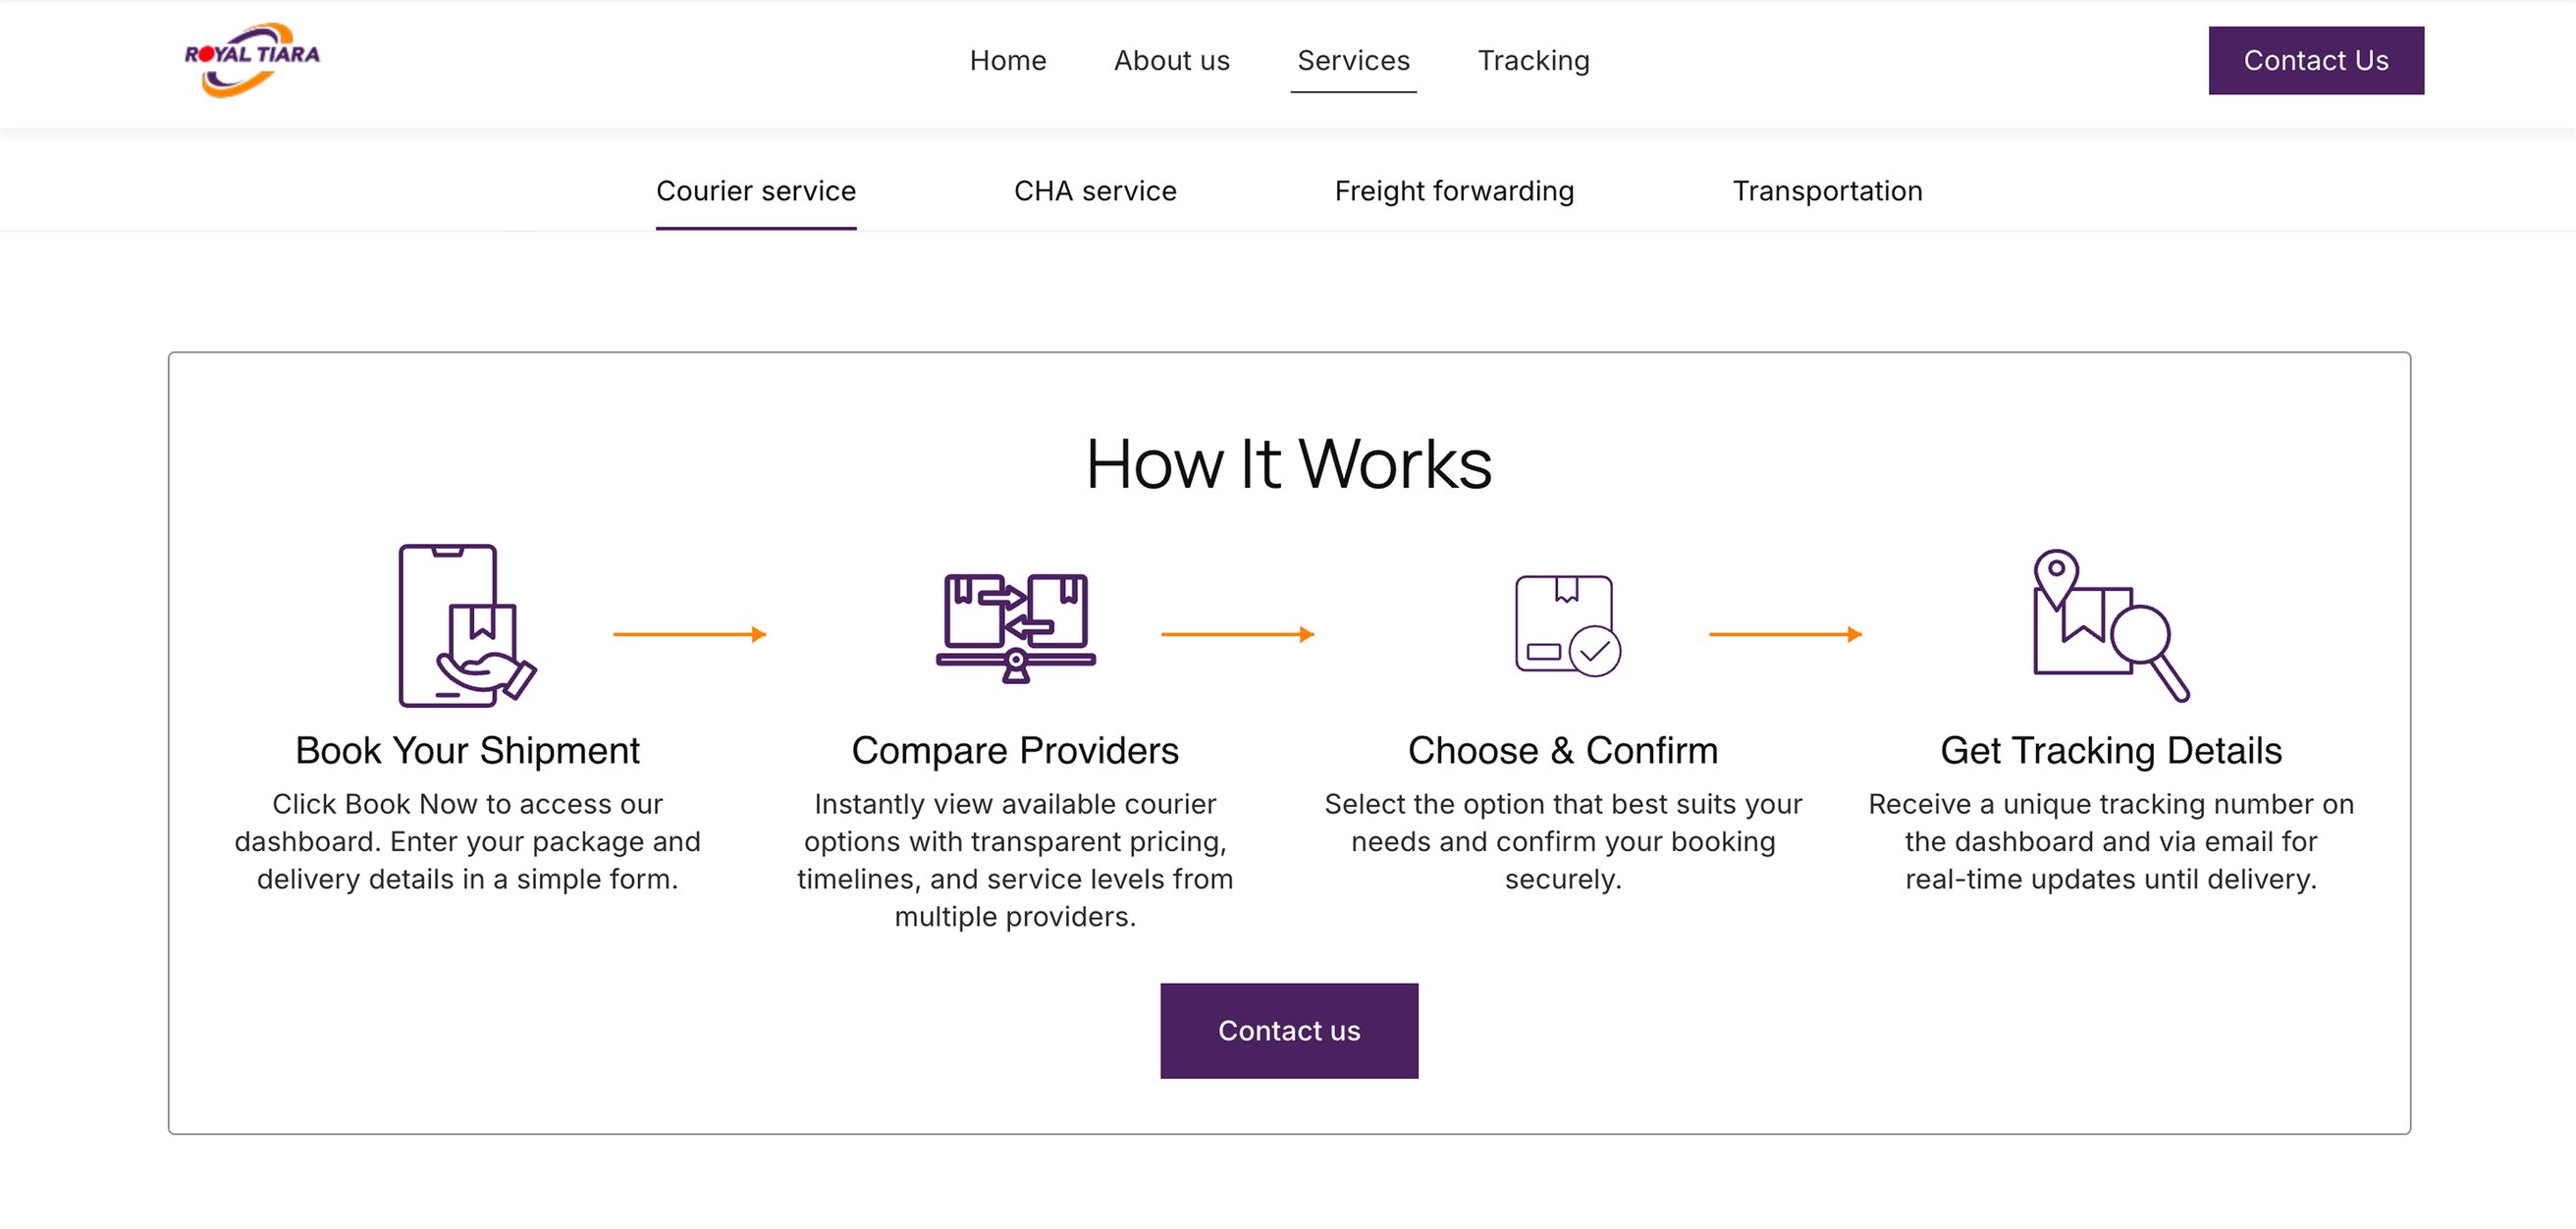 ROYAL TIARA
Home
About us
Services
Tracking
Contact Us
Courier service
CHA service
Freight forwarding
Transportation
How It Works
Book Your Shipment
Click Book Now to access our
dashboard. Enter your package and
delivery details in a simple form.
Compare Providers
Instantly view available courier
options with transparent pricing,
timelines, and service levels from
multiple providers.
Choose & Confirm
Select the option that best suits your
needs and confirm your booking
securely.
Get Tracking Details
Receive a unique tracking number on
the dashboard and via email for
real-time updates until delivery.
Contact us